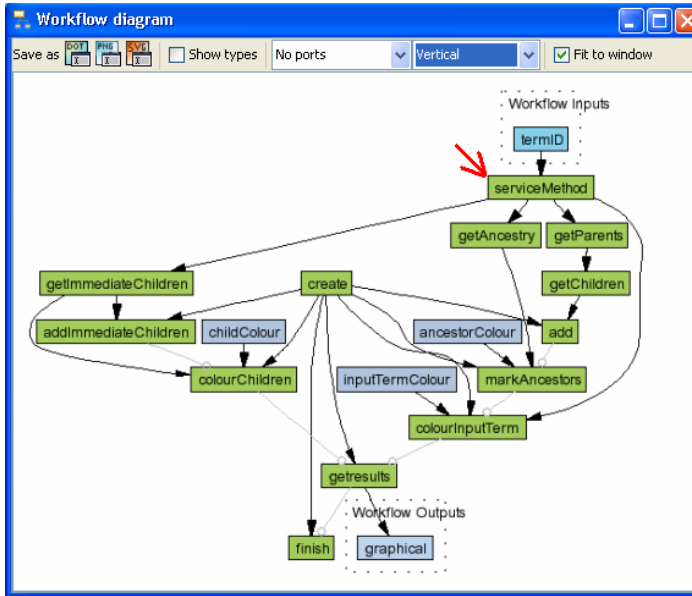 Workflow diagram
Save as DOT PNG SVG Show types No ports Vertical Fit to window
Workflow Inputs
termID
serviceMethod
getAncestry getParents
getImmediateChildren create getChildren
addImmediateChildren childColour ancestorColour add
colourChildren inputTermColour markAncestors
colourInputTerm
getresults
Workflow Outputs
finish graphical